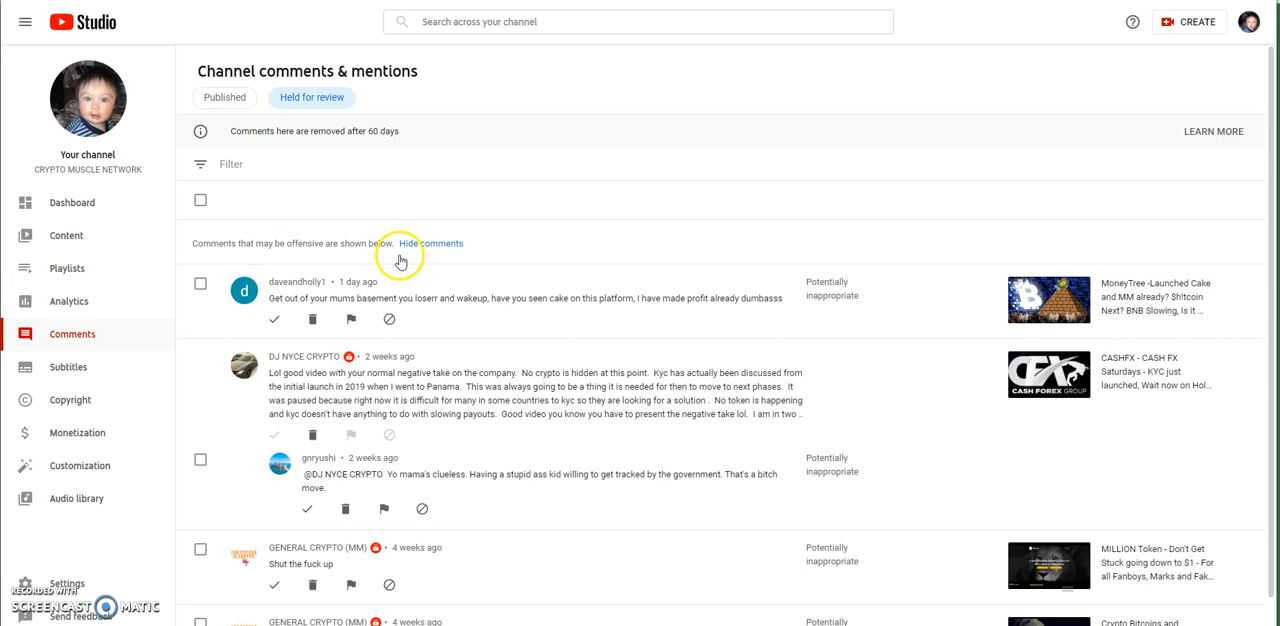 Studio
Search across your channel
CREATE
Channel comments & mentions
Published
Held for review
Comments here are removed after 60 days
LEARN MORE
Filter
Your channel
CRYPTO MUSCLE NETWORK
Dashboard
Content
Playlists
Analytics
Comments
Subtitles
Copyright
Monetization
Customization
Audio library
Settings
Send feedback
RECORDED WITH
SCREENCAST MATIC
Comments that may be offensive are shown below. Hide comments
d
daveandholly1 • 1 day ago
Get out of your mums basement you loserr and wakeup, have you seen cake on this platform, I have made profit already dumbasss
Potentially
inappropriate
MoneyTree -Launched Cake
and MM already? $h!tcoin
Next? BNB Slowing, Is it ...
DJ NYCE CRYPTO • 2 weeks ago
Lol good video with your normal negative take on the company. No crypto is hidden at this point. Kyc has actually been discussed from
the initial launch in 2019 when I went to Panama. This was always going to be a thing it is needed for then to move to next phases. It
was paused because right now it is difficult for many in some countries to kyc so they are looking for a solution . No token is happening
and kyc doesn't have anything to do with slowing payouts. Good video you know you have to present the negative take lol. I am in two ..
CEX
CASH FOREX GROUP
CASHFX - CASH FX
Saturdays - KYC just
launched, Wait now on Hol...
gnryushi • 2 weeks ago
@DJ NYCE CRYPTO Yo mama's clueless. Having a stupid ass kid willing to get tracked by the government. That's a bitch
move.
Potentially
inappropriate
GENERAL CRYPTO (MM) • 4 weeks ago
Shut the fuck up
Potentially
inappropriate
MILLION Token - Don't Get
Stuck going down to $1 - For
all Fanboys, Marks and Fak...
GENERAL CRYPTO (MM) • 4 weeks ago
Potentially
Crypto Bitcoins and